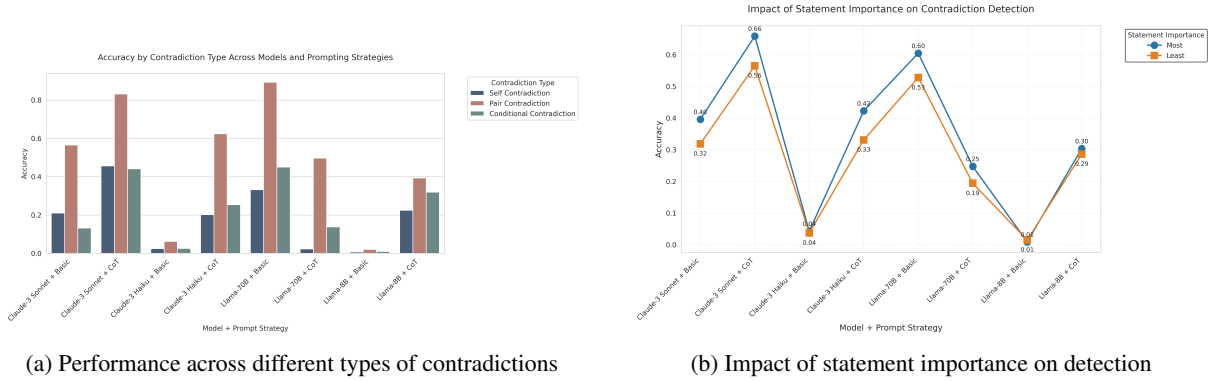 Accuracy by Contradiction Type Across Models and Prompting Strategies
Contradiction Type
Self Contradiction
Pair Contradiction
Conditional Contradiction
Accuracy
0.8
0.6
0.4
0.2
0.0
Claude-3 Sonnet + Basic
Claude-3 Sonnet + CoT
Claude-3 Haiku + Basic
Claude-3 Haiku + CoT
Llama-70B + Basic
Llama-70B + CoT
Llama-8B + Basic
Llama-8B + CoT
Model + Prompt Strategy
(a) Performance across different types of contradictions
Impact of Statement Importance on Contradiction Detection
Statement Importance
Most
Least
Accuracy
0.6
0.5
0.4
0.3
0.2
0.1
0.0
0.40
0.66
0.42
0.60
0.25
0.01
0.30
0.32
0.56
0.04
0.33
0.53
0.19
0.01
0.29
Claude-3 Sonnet + Basic
Claude-3 Sonnet + CoT
Claude-3 Haiku + Basic
Claude-3 Haiku + CoT
Llama-70B + Basic
Llama-70B + CoT
Llama-8B + Basic
Llama-8B + CoT
Model + Prompt Strategy
(b) Impact of statement importance on detection